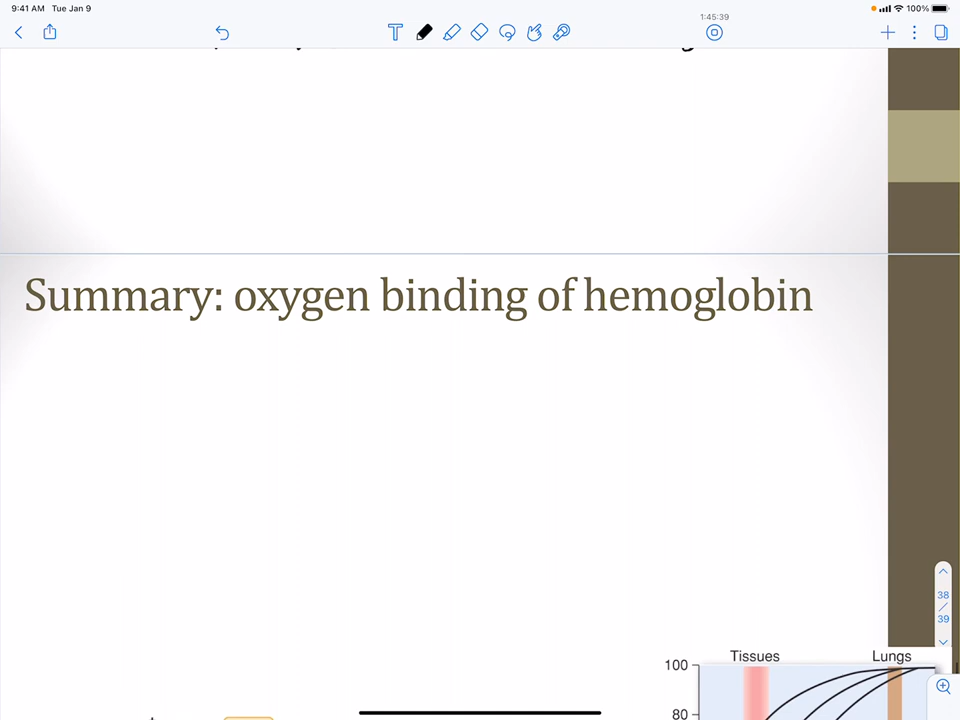 9:41 AM Tue Jan 9
100%
1:45:39
T
Summary: oxygen binding of hemoglobin
38
/
39
Tissues
Lungs
100
80